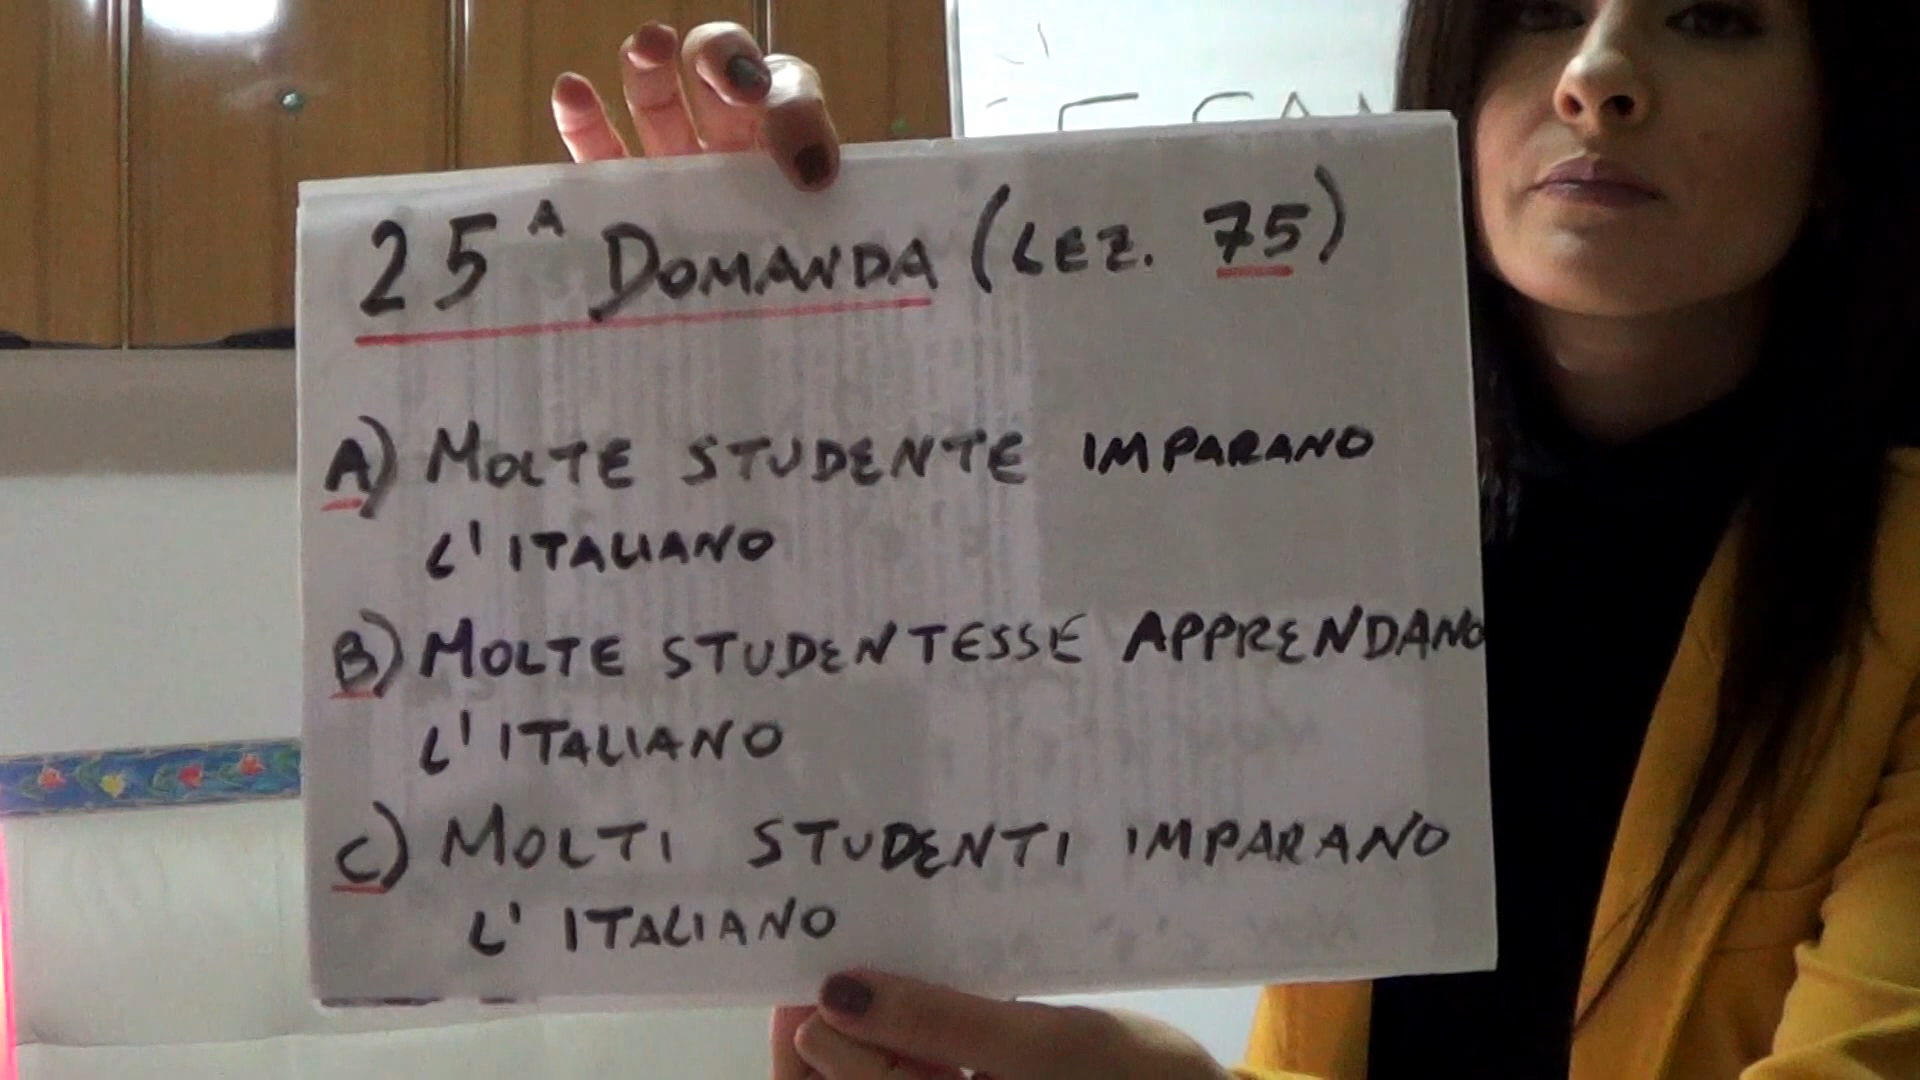 25ᴬ DOMANDA (LEZ. 75)
A) MOLTE STUDENTE IMPARANO
L'ITALIANO
B) MOLTE STUDENTESSE APPRENDANO
L'ITALIANO
C) MOLTI STUDENTI IMPARANO
L'ITALIANO